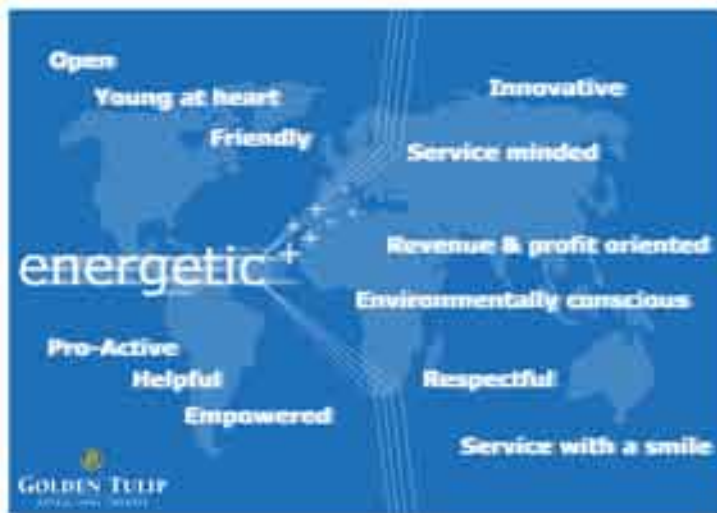 Open
Young at heart
Friendly
Innovative
Service minded
energetic
Revenue & profit oriented
Environmentally conscious
Pro-Active
Helpful
Empowered
Respectful
Service with a smile
GOLDEN TULIP